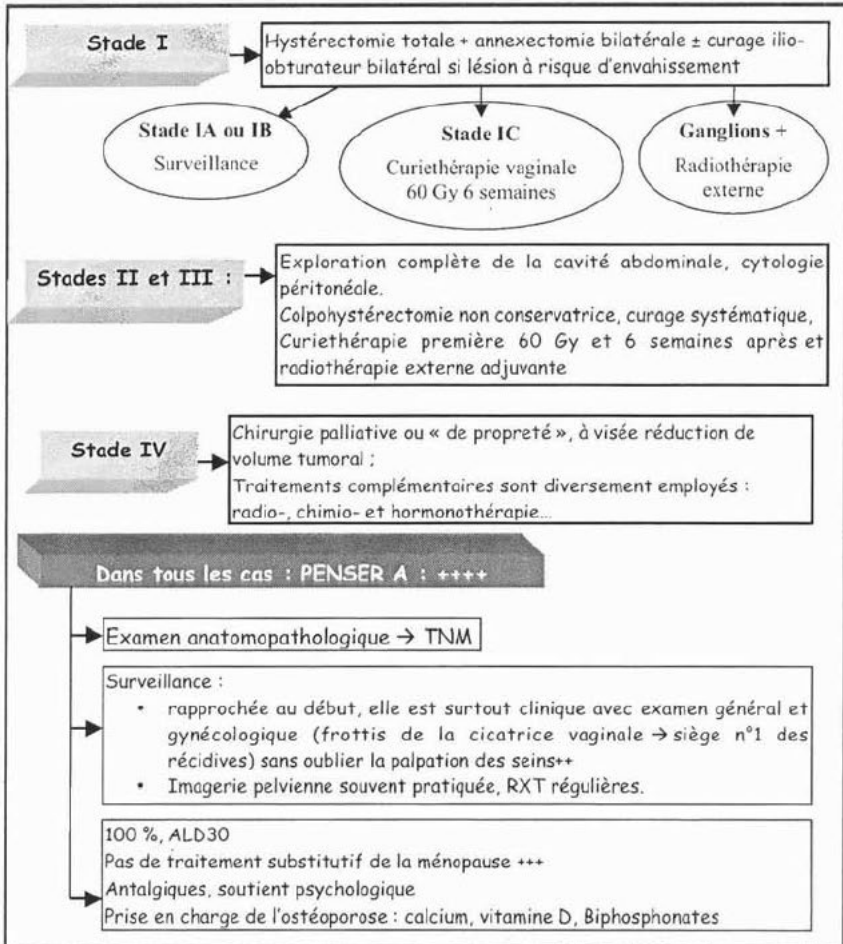 Stade I
Hystérectomie totale + annexectomie bilatérale ± curage ilio-
obturateur bilatéral si lésion à risque d'envahissement
Stade IA ou IB
Surveillance
Stade IC
Curiethérapie vaginale
60 Gy 6 semaines
Ganglions +
Radiothérapie
externe
Stades II et III :
Exploration complète de la cavité abdominale, cytologie
péritonéale.
Colpohystérectomie non conservatrice, curage systématique,
Curiethérapie première 60 Gy et 6 semaines après et
radiothérapie externe adjuvante
Stade IV
Chirurgie palliative ou « de propreté », à visée réduction de
volume tumoral ;
Traitements complémentaires sont diversement employés :
radio-, chimio- et hormonothérapie...
Dans tous les cas : PENSER A : ++++
Examen anatomopathologique → TNM
Surveillance :
• rapprochée au début, elle est surtout clinique avec examen général et
gynécologique (frottis de la cicatrice vaginale → siège n°1 des
récidives) sans oublier la palpation des seins++
• Imagerie pelvienne souvent pratiquée, RXT régulières.
100 %, ALD30
Pas de traitement substitutif de la ménopause +++
Antalgiques, soutient psychologique
Prise en charge de l'ostéoporose : calcium, vitamine D, Biphosphonates